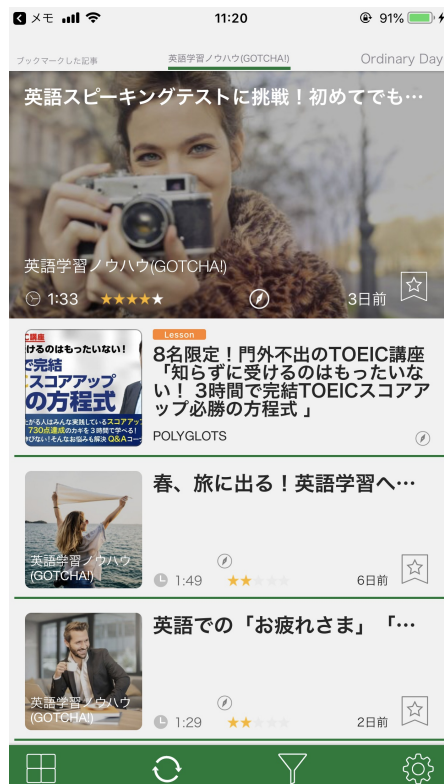 メモ 11:20 91%
ブックマークした記事 英語学習ノウハウ(GOTCHA!) Ordinary Day
英語スピーキングテストに挑戦！初めてでも…
英語学習ノウハウ(GOTCHA!)
1:33 ★★★★★ 3日前
けるのはもったいない！
で完結
スコアアップ
の方程式
Lesson
8名限定！門外不出のTOEIC講座
「知らずに受けるのはもったいな
い！ 3時間で完結TOEICスコアア
ップ必勝の方程式 」
POLYGLOTS
春、旅に出る！英語学習へ…
英語学習ノウハウ
(GOTCHA!)
1:49 6日前
英語での「お疲れさま」「…
英語学習ノウハウ
(GOTCHA!)
1:29 2日前